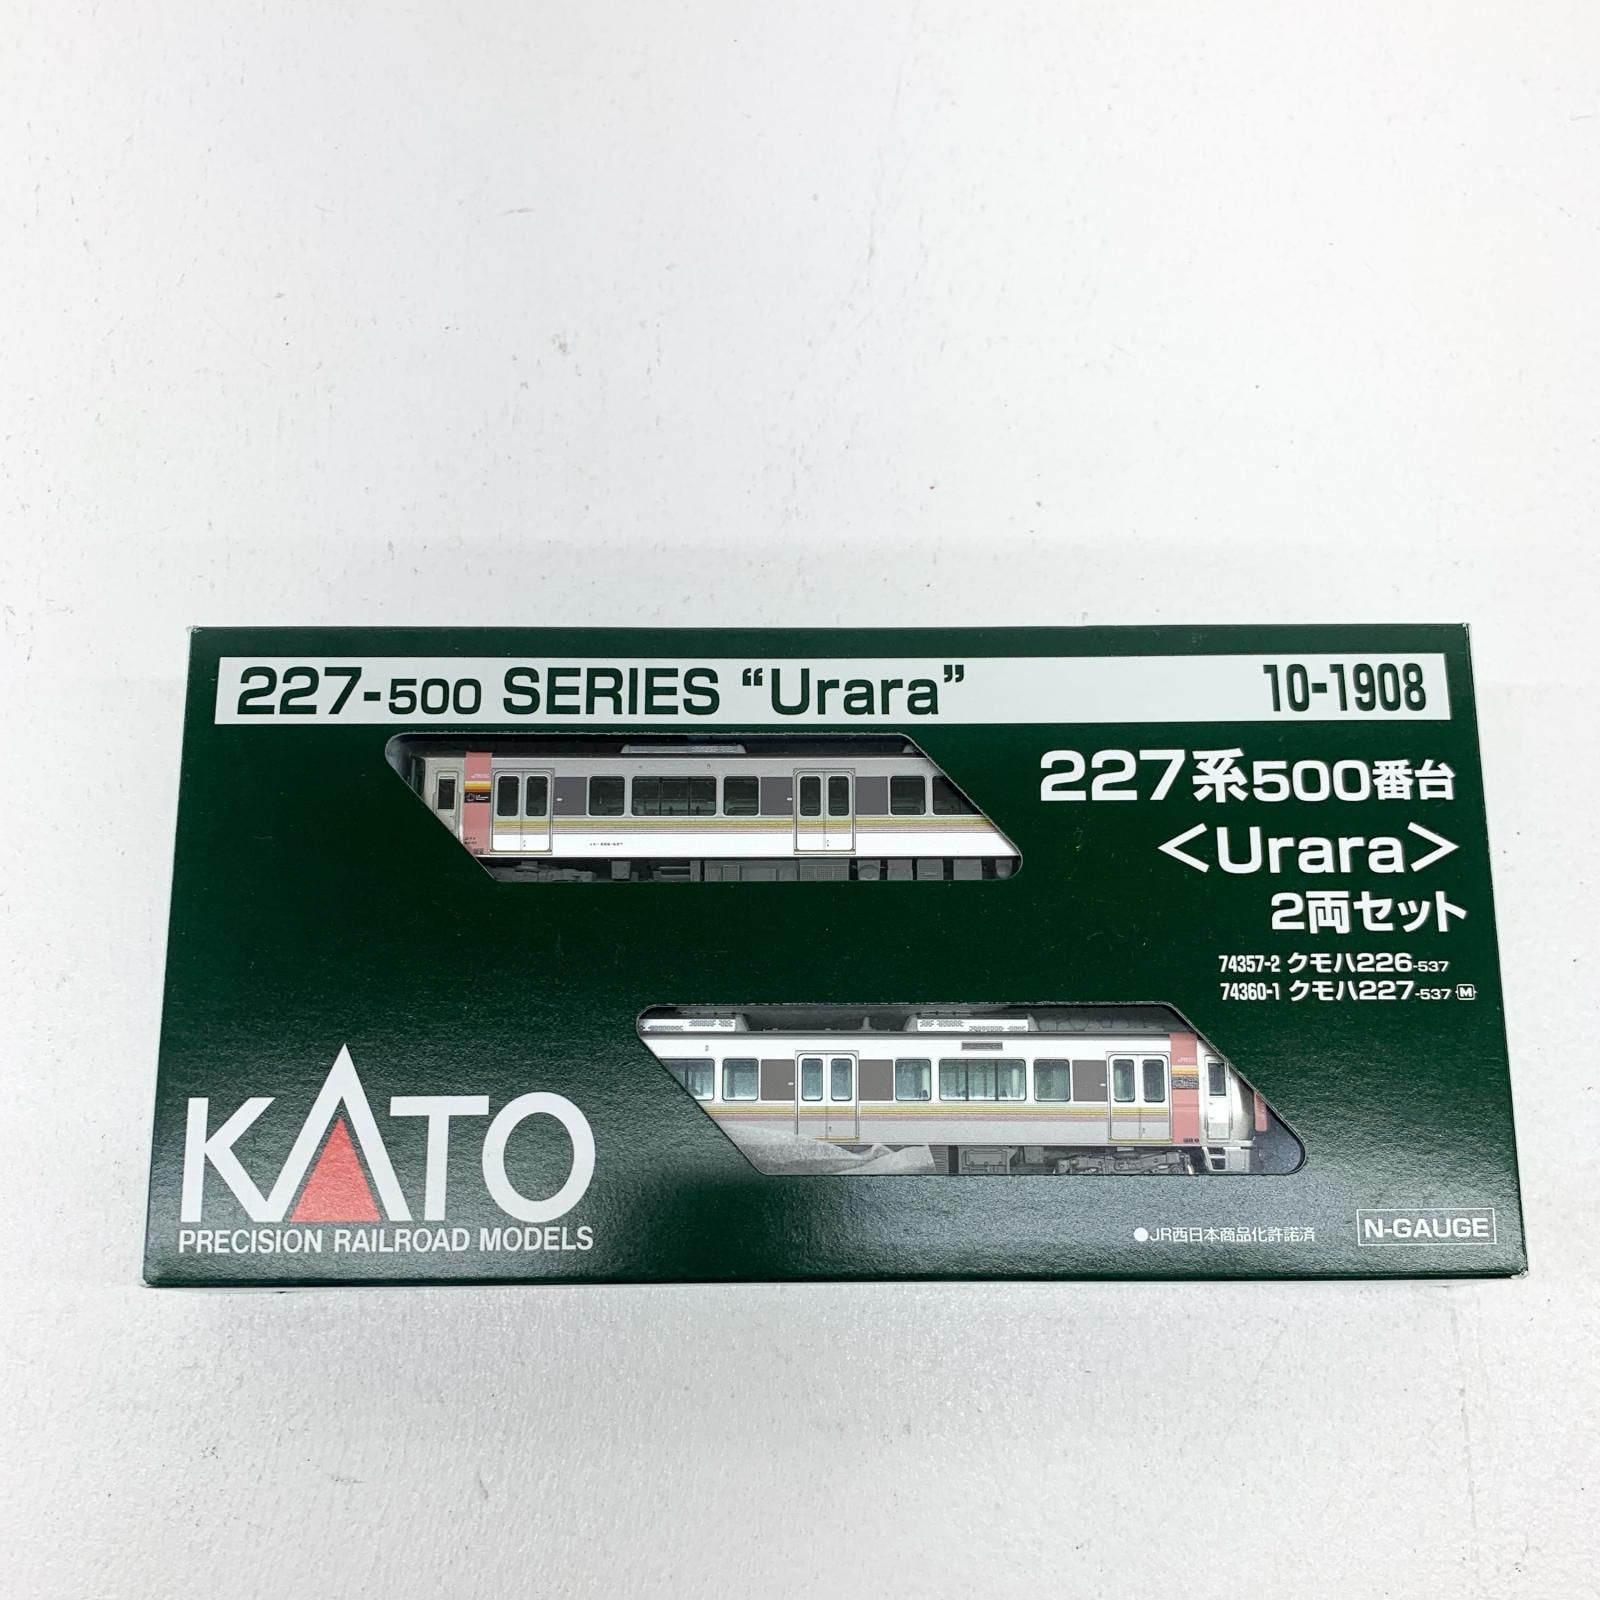 227-500 SERIES “Urara” 10-1908
227系500番台
<Urara>
2両セット
74357-2 クモハ226-537
74360-1 クモハ227-537 M
KATO
PRECISION RAILROAD MODELS
●JR西日本商品化許諾済
N-GAUGE